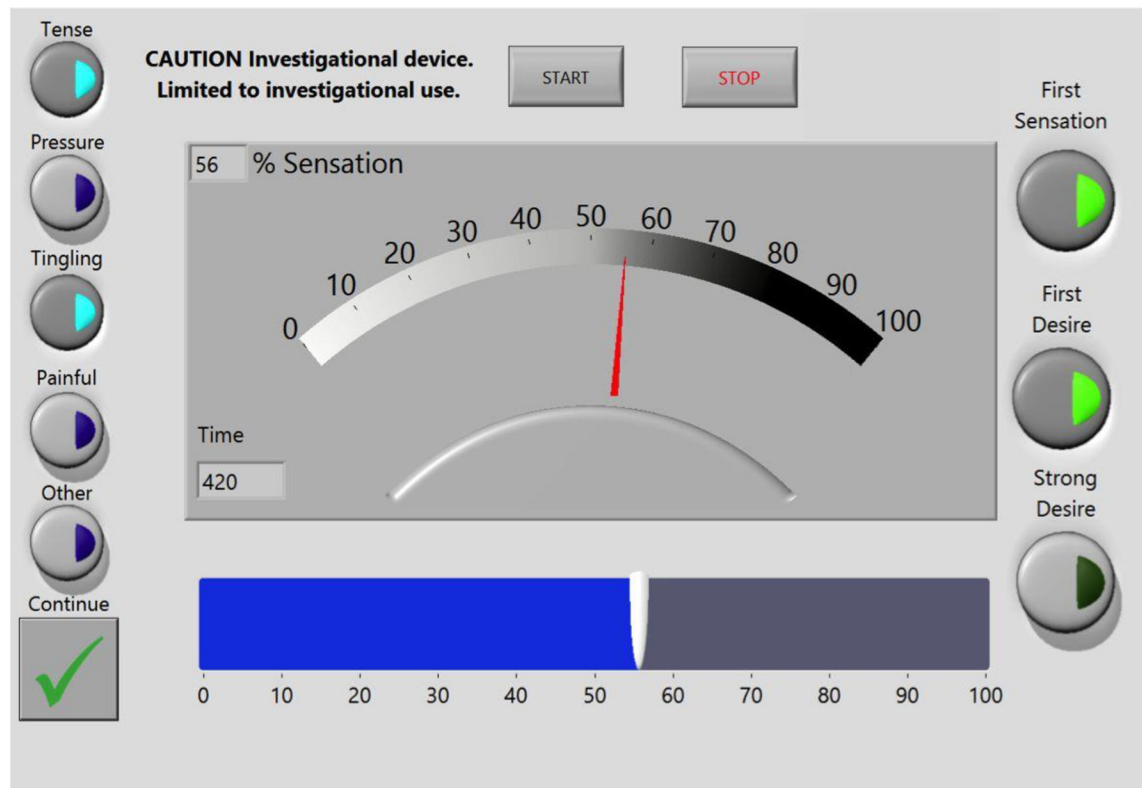 Tense
CAUTION Investigational device.
Limited to investigational use.
START
STOP
First
Sensation
Pressure
56 % Sensation
Tingling
0
10
20
30
40
50
60
70
80
90
100
First
Desire
Painful
Time
420
Other
Strong
Desire
Continue
0 10 20 30 40 50 60 70 80 90 100